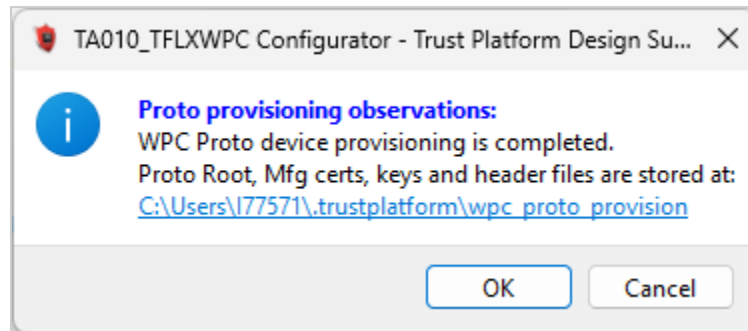 TA010_TFLXWPC Configurator - Trust Platform Design Su...
Proto provisioning observations:
WPC Proto device provisioning is completed.
Proto Root, Mfg certs, keys and header files are stored at:
C:\Users\I77571\.trustplatform\wpc_proto_provision
OK Cancel